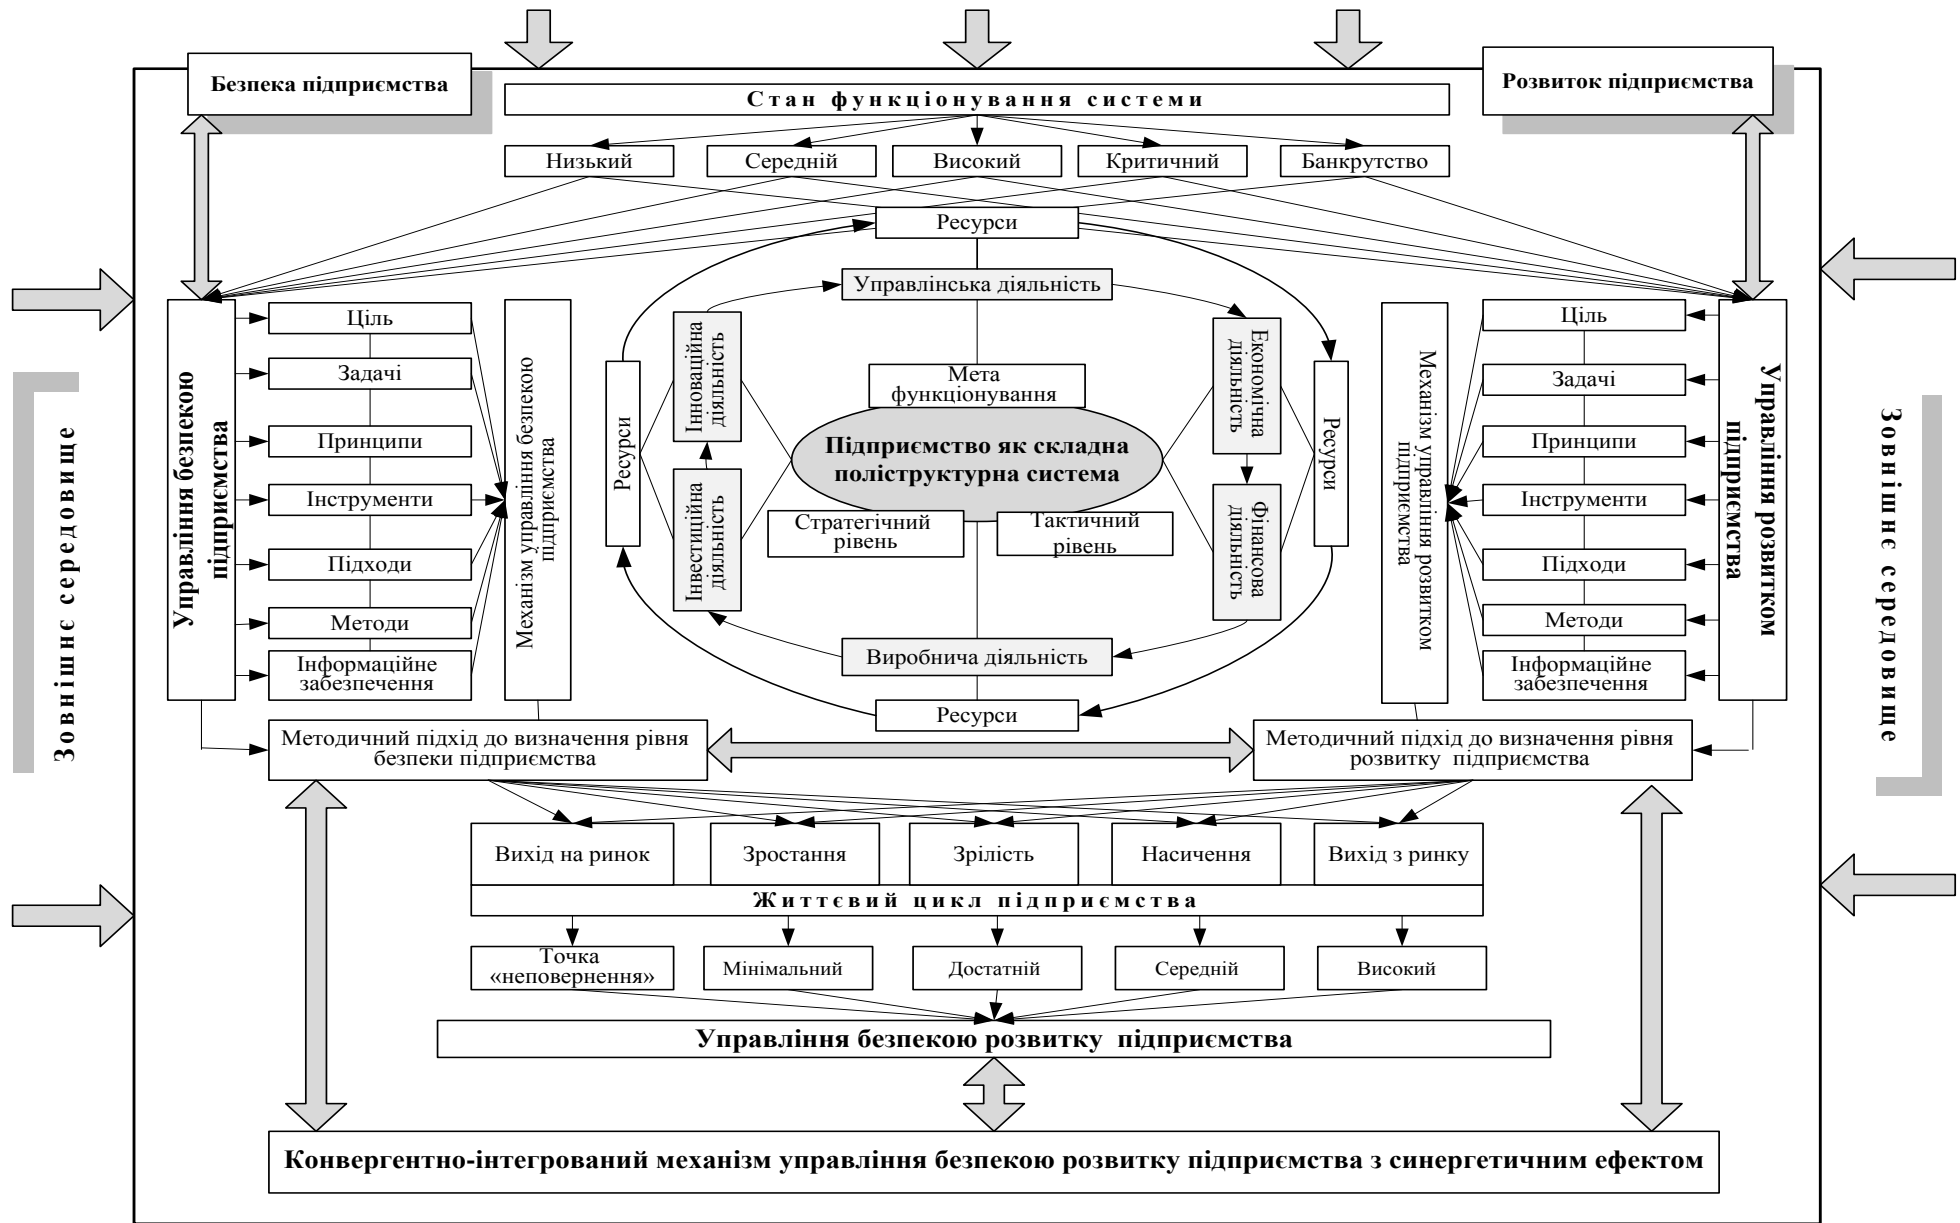 Безпека підприємства
Розвиток підприємства
Стан функціонування системи
Низький
Середній
Високий
Критичний
Банкрутство
Зовнішнє середовище
Управління безпекою
підприємства
Ціль
Задачі
Принципи
Інструменти
Підходи
Методи
Інформаційне
забезпечення
Механізм управління безпекою
підприємства
Ресурси
Ресурси
Управлінська діяльність
Інноваційна
діяльність
Інвестиційна
діяльність
Мета
функціонування
Підприємство як складна
поліструктурна система
Стратегічний
рівень
Тактичний
рівень
Економічна
діяльність
Фінансова
діяльність
Виробнича діяльність
Ресурси
Ресурси
Механізм управління розвитком
підприємства
Ціль
Задачі
Принципи
Інструменти
Підходи
Методи
Інформаційне
забезпечення
Управління розвитком
підприємства
Зовнішнє середовище
Методичний підхід до визначення рівня
безпеки підприємства
Методичний підхід до визначення рівня
розвитку підприємства
Вихід на ринок
Зростання
Зрілість
Насичення
Вихід з ринку
Життєвий цикл підприємства
Точка
«неповернення»
Мінімальний
Достатній
Середній
Високий
Управління безпекою розвитку підприємства
Конвергентно-інтегрований механізм управління безпекою розвитку підприємства з синергетичним ефектом